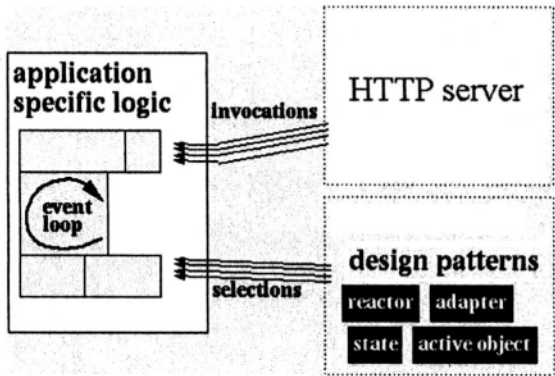 application
specific logic
invocations
HTTP server
event
loop
selections
design patterns
reactor
adapter
state
active object